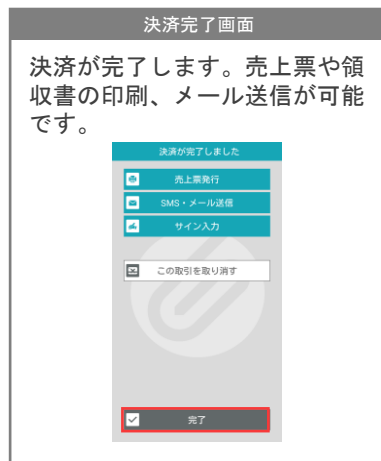 決済完了画面
決済が完了します。売上票や領
収書の印刷、メール送信が可能
です。
決済が完了しました
売上票発行
SMS・メール送信
サイン入力
この取引を取り消す
完了